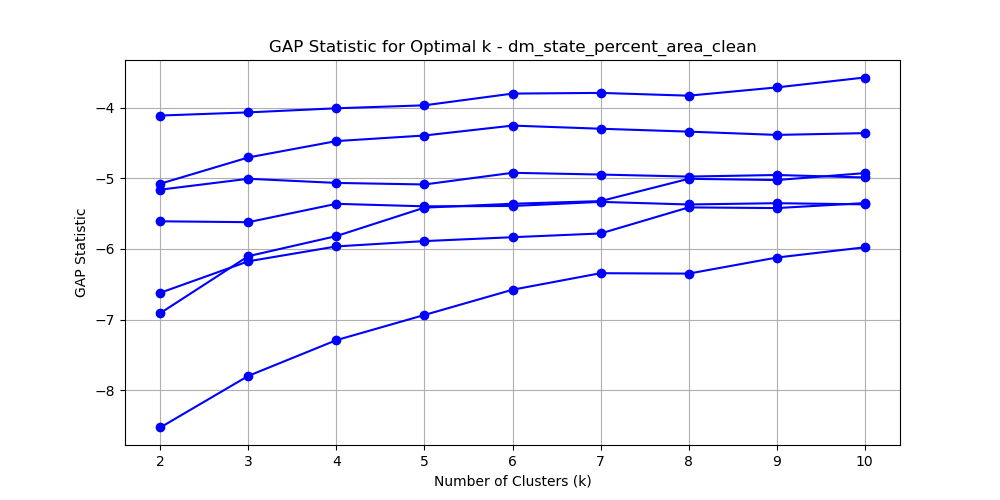 GAP Statistic for Optimal k - dm_state_percent_area_clean
GAP Statistic
−4
−5
−6
−7
−8
2 3 4 5 6 7 8 9 10
Number of Clusters (k)